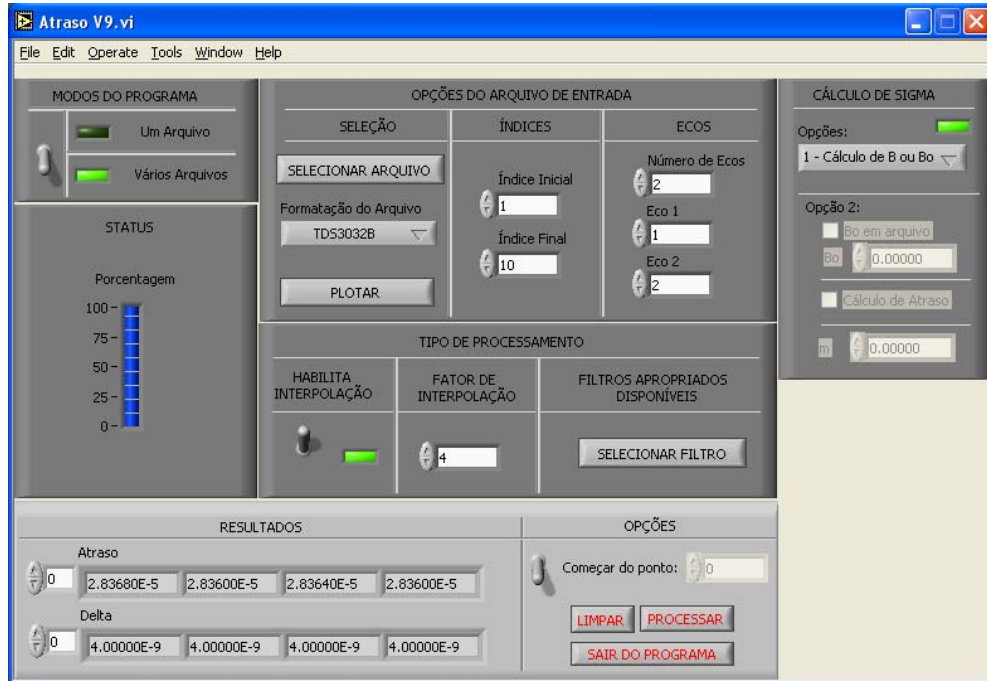 Atraso V9.vi
File Edit Operate Tools Window Help
MODOS DO PROGRAMA
Um Arquivo
Vários Arquivos
STATUS
Porcentagem
100
75
50
25
0
OPÇÕES DO ARQUIVO DE ENTRADA
SELEÇÃO
SELECIONAR ARQUIVO
Formatação do Arquivo
TDS3032B
PLOTAR
ÍNDICES
Índice Inicial
1
Índice Final
10
ECOS
Número de Ecos
2
Eco 1
1
Eco 2
2
TIPO DE PROCESSAMENTO
HABILITA
INTERPOLAÇÃO
FATOR DE
INTERPOLAÇÃO
4
FILTROS APROPRIADOS
DISPONÍVEIS
SELECIONAR FILTRO
CÁLCULO DE SIGMA
Opções:
1 - Cálculo de B ou Bo
Opção 2:
Bo em arquivo
Bo 0.00000
Cálculo de Atraso
m 0.00000
RESULTADOS
Atraso
0 2.83680E-5 2.83600E-5 2.83640E-5 2.83600E-5
Delta
0 4.00000E-9 4.00000E-9 4.00000E-9 4.00000E-9
OPÇÕES
Começar do ponto: 0
LIMPAR PROCESSAR
SAIR DO PROGRAMA